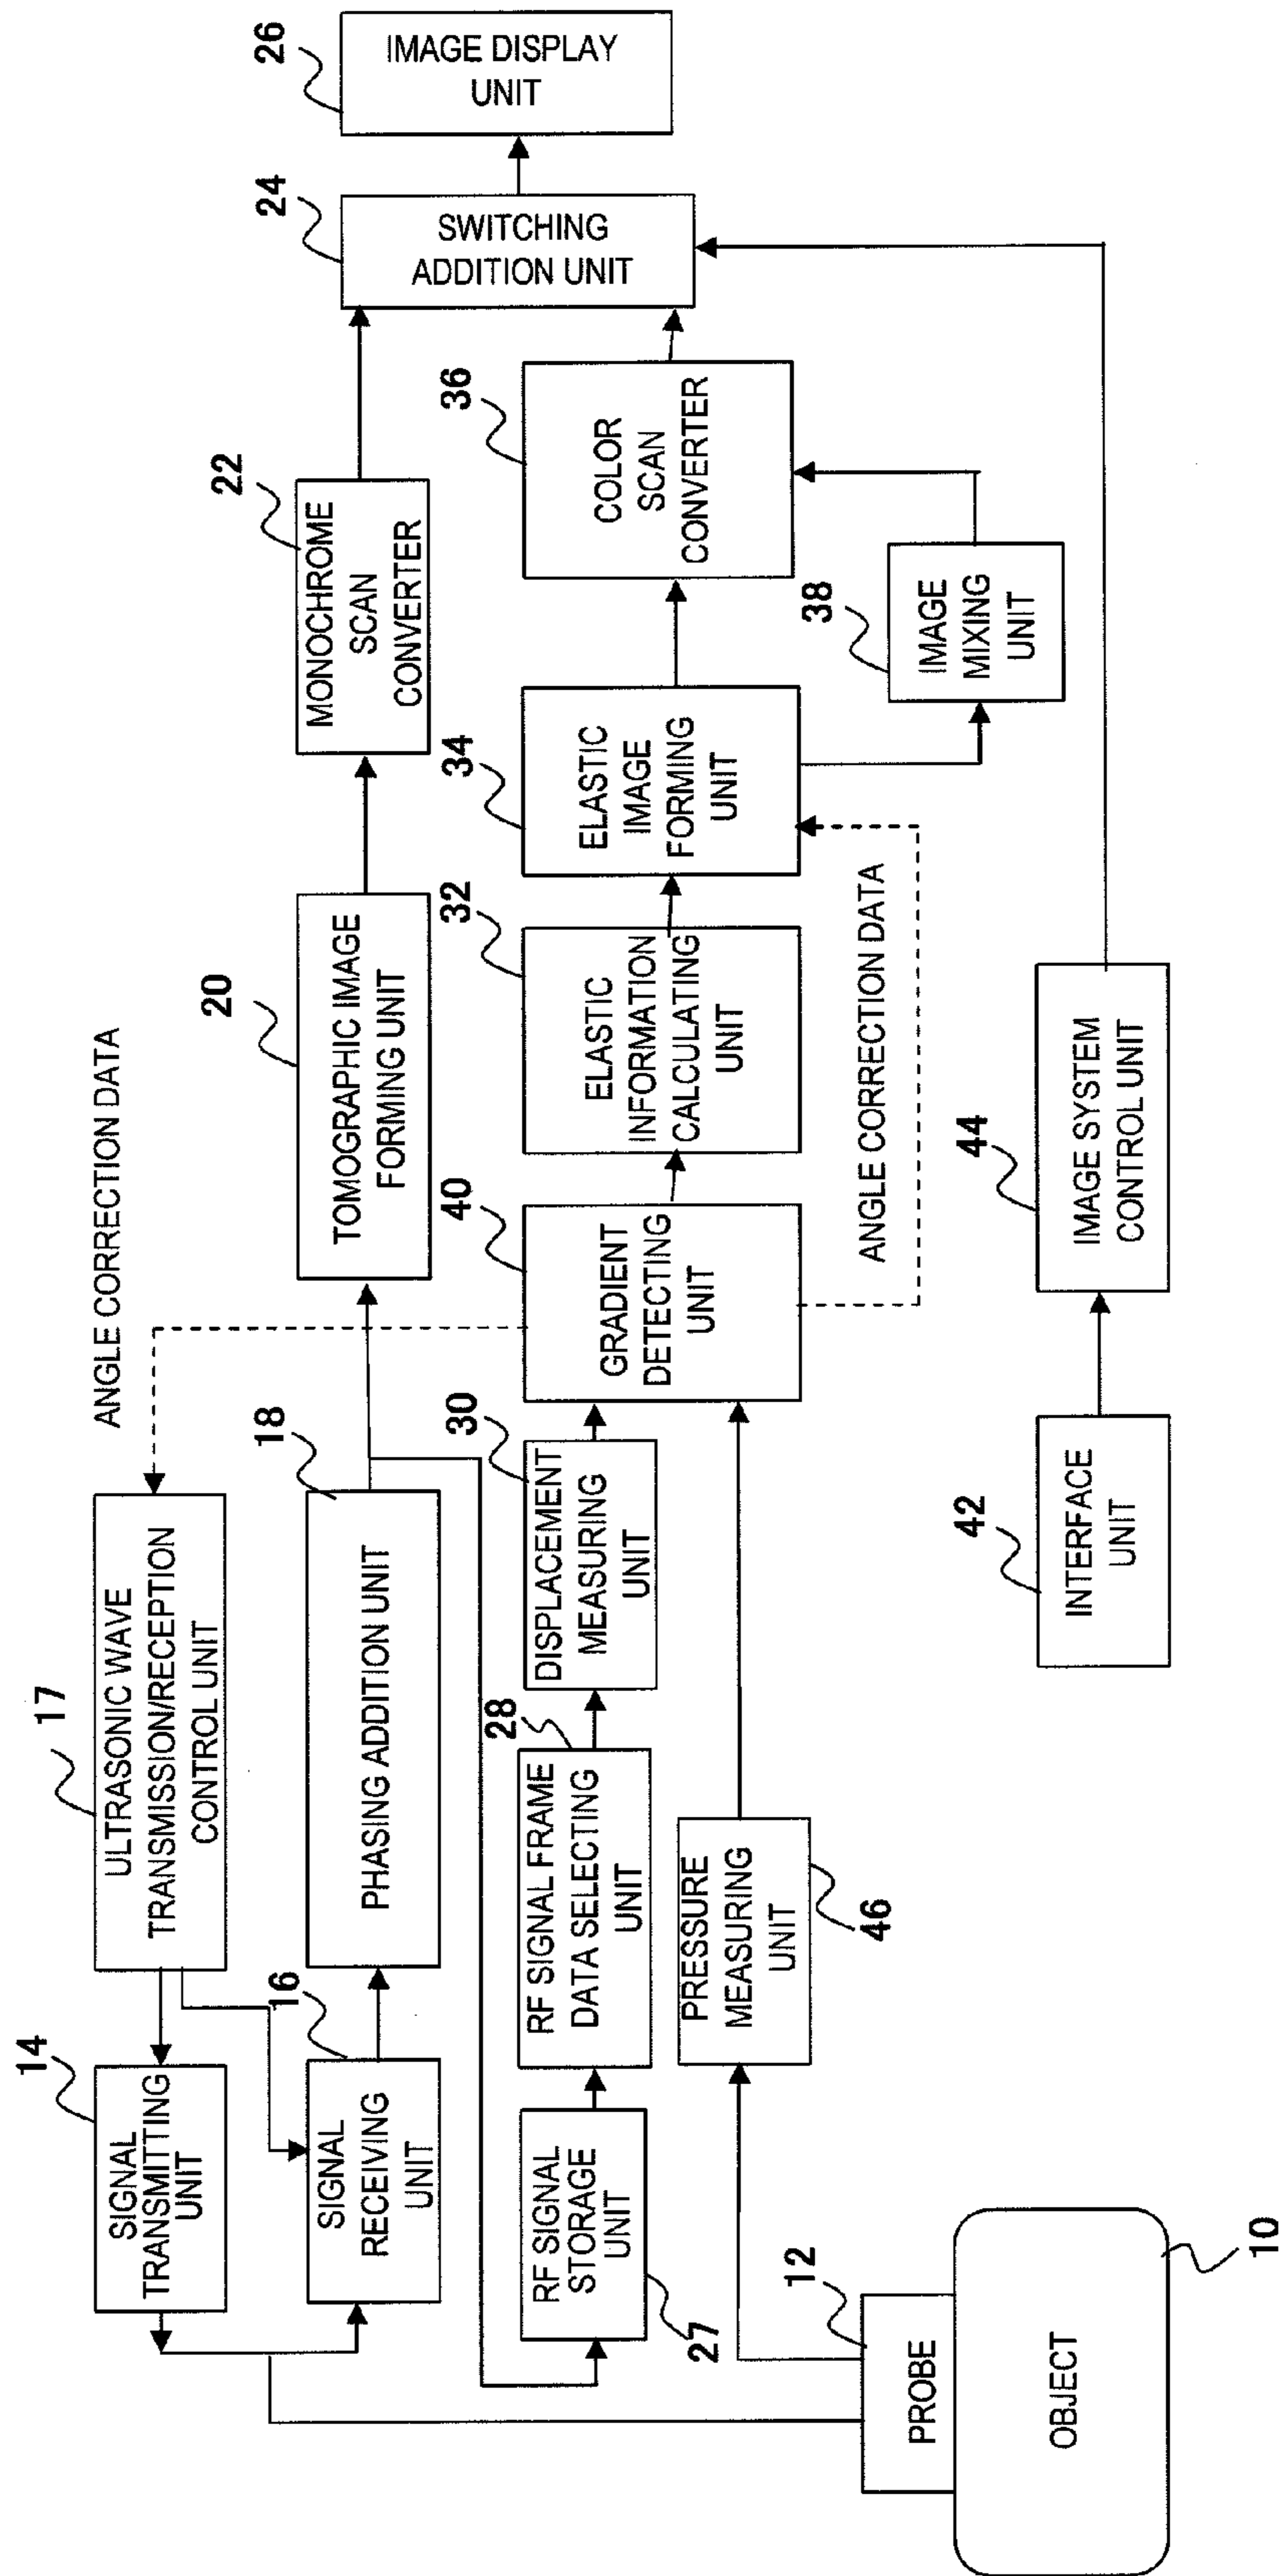 17
ULTRASONIC WAVE
TRANSMISSION/RECEPTION
CONTROL UNIT
ANGLE CORRECTION DATA
14
SIGNAL
TRANSMITTING
UNIT
16
SIGNAL
RECEIVING
UNIT
18
PHASING ADDITION UNIT
20
TOMOGRAPHIC IMAGE
FORMING UNIT
22
MONOCHROME
SCAN
CONVERTER
24
SWITCHING
ADDITION UNIT
26
IMAGE DISPLAY
UNIT
RF SIGNAL
STORAGE
UNIT
27
28
RF SIGNAL FRAME
DATA SELECTING
UNIT
30
DISPLACEMENT
MEASURING
UNIT
40
GRADIENT
DETECTING
UNIT
32
ELASTIC
INFORMATION
CALCULATING
UNIT
34
ELASTIC
IMAGE
FORMING
UNIT
36
COLOR
SCAN
CONVERTER
PRESSURE
MEASURING
UNIT
46
ANGLE CORRECTION DATA
38
IMAGE
MIXING
UNIT
12
PROBE
OBJECT
10
42
INTERFACE
UNIT
44
IMAGE SYSTEM
CONTROL UNIT